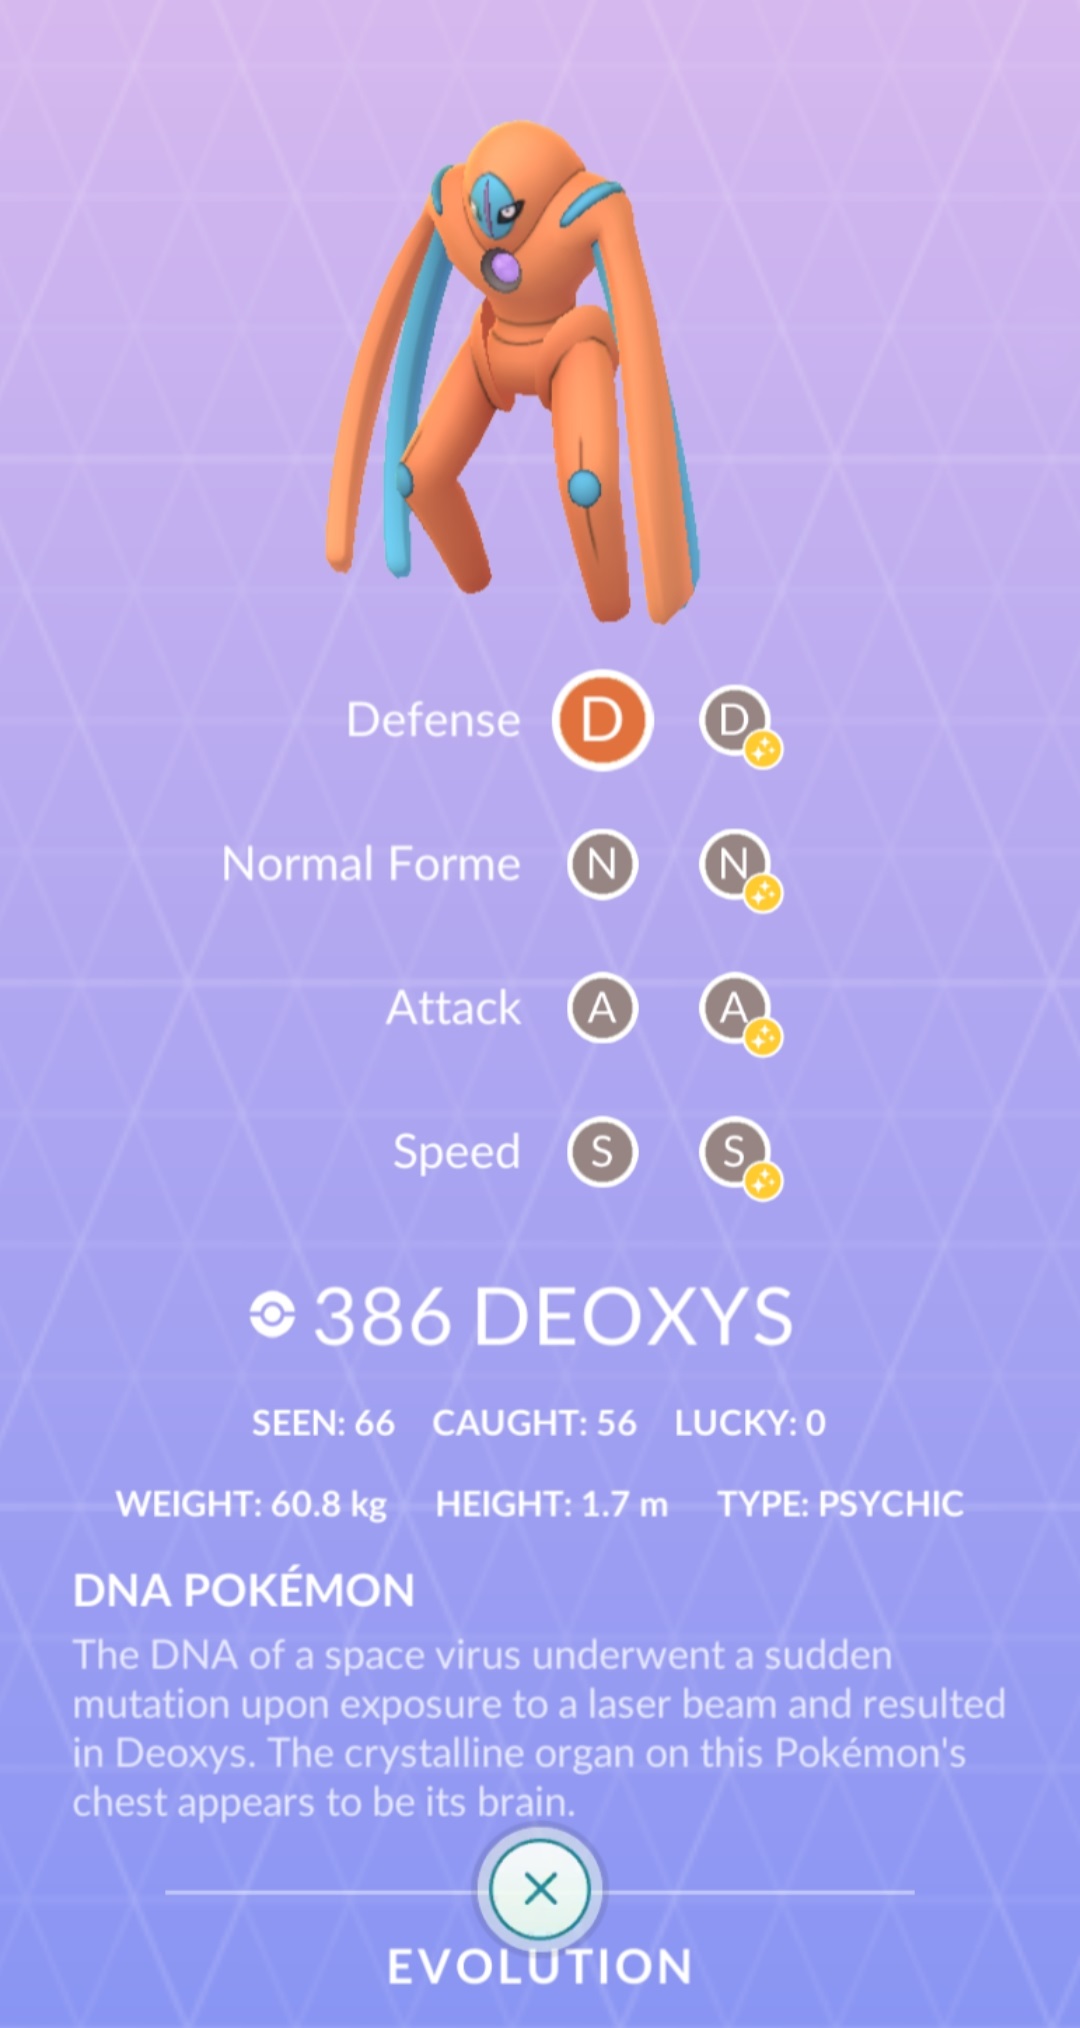 Defense D D
Normal Forme N N
Attack A A
Speed S S
386 DEOXYS
SEEN: 66 CAUGHT: 56 LUCKY: 0
WEIGHT: 60.8 kg HEIGHT: 1.7 m TYPE: PSYCHIC
DNA POKÉMON
The DNA of a space virus underwent a sudden
mutation upon exposure to a laser beam and resulted
in Deoxys. The crystalline organ on this Pokémon's
chest appears to be its brain.
EVOLUTION